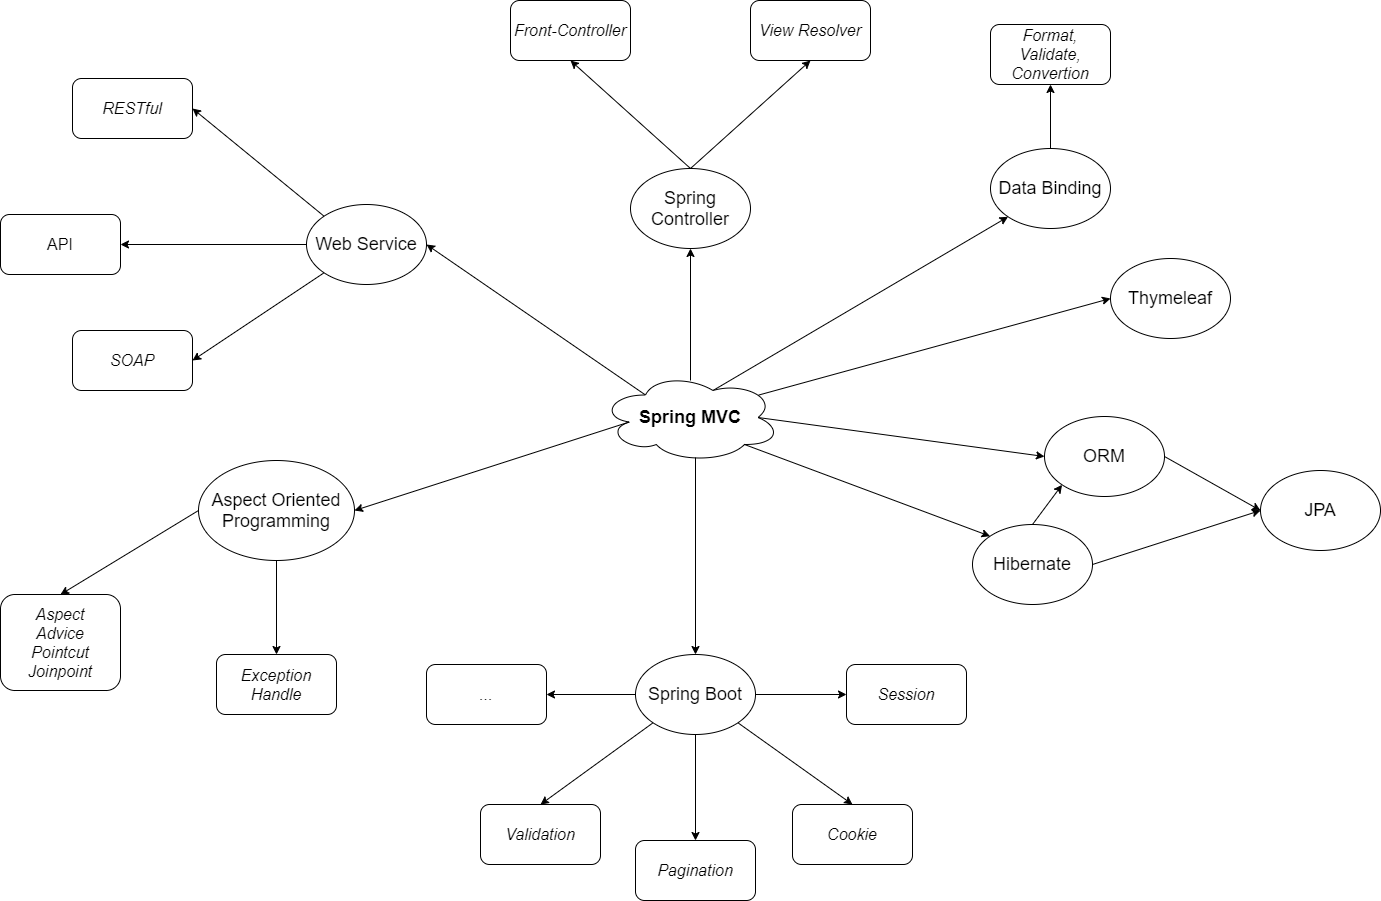 Front-Controller
View Resolver
Format,
Validate,
Convertion
RESTful
Spring
Controller
Data Binding
API
Web Service
Thymeleaf
SOAP
Spring MVC
ORM
Aspect Oriented
Programming
JPA
Hibernate
Aspect
Advice
Pointcut
Joinpoint
Exception
Handle
...
Spring Boot
Session
Validation
Pagination
Cookie